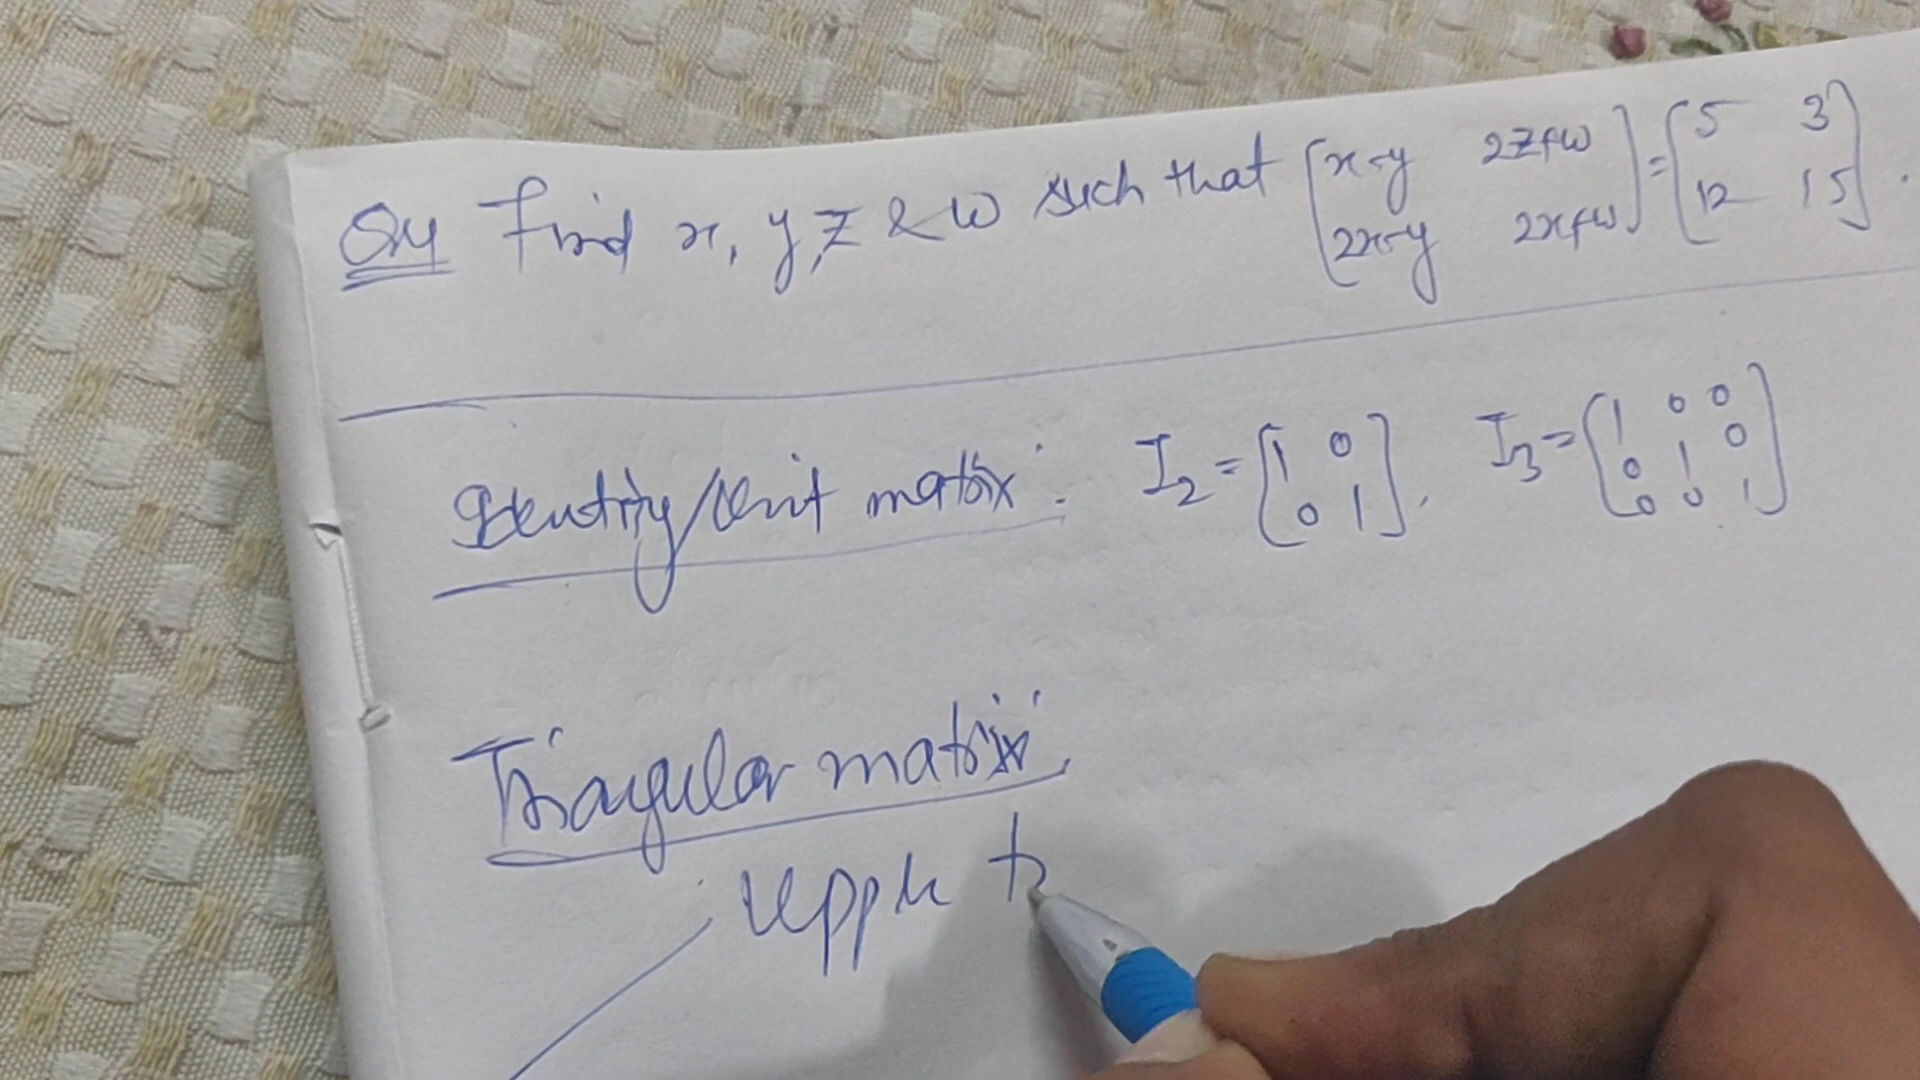 Q4 Find x, y, z & w such that [x-y 2z+w] = [5 3]
[2x-y 2x+w] [12 15].
Identity/Unit matrix: I2 = [1 0], I3 = [1 0 0]
[0 1] [0 1 0]
[0 0 1]
Triangular matrix
Upper tr